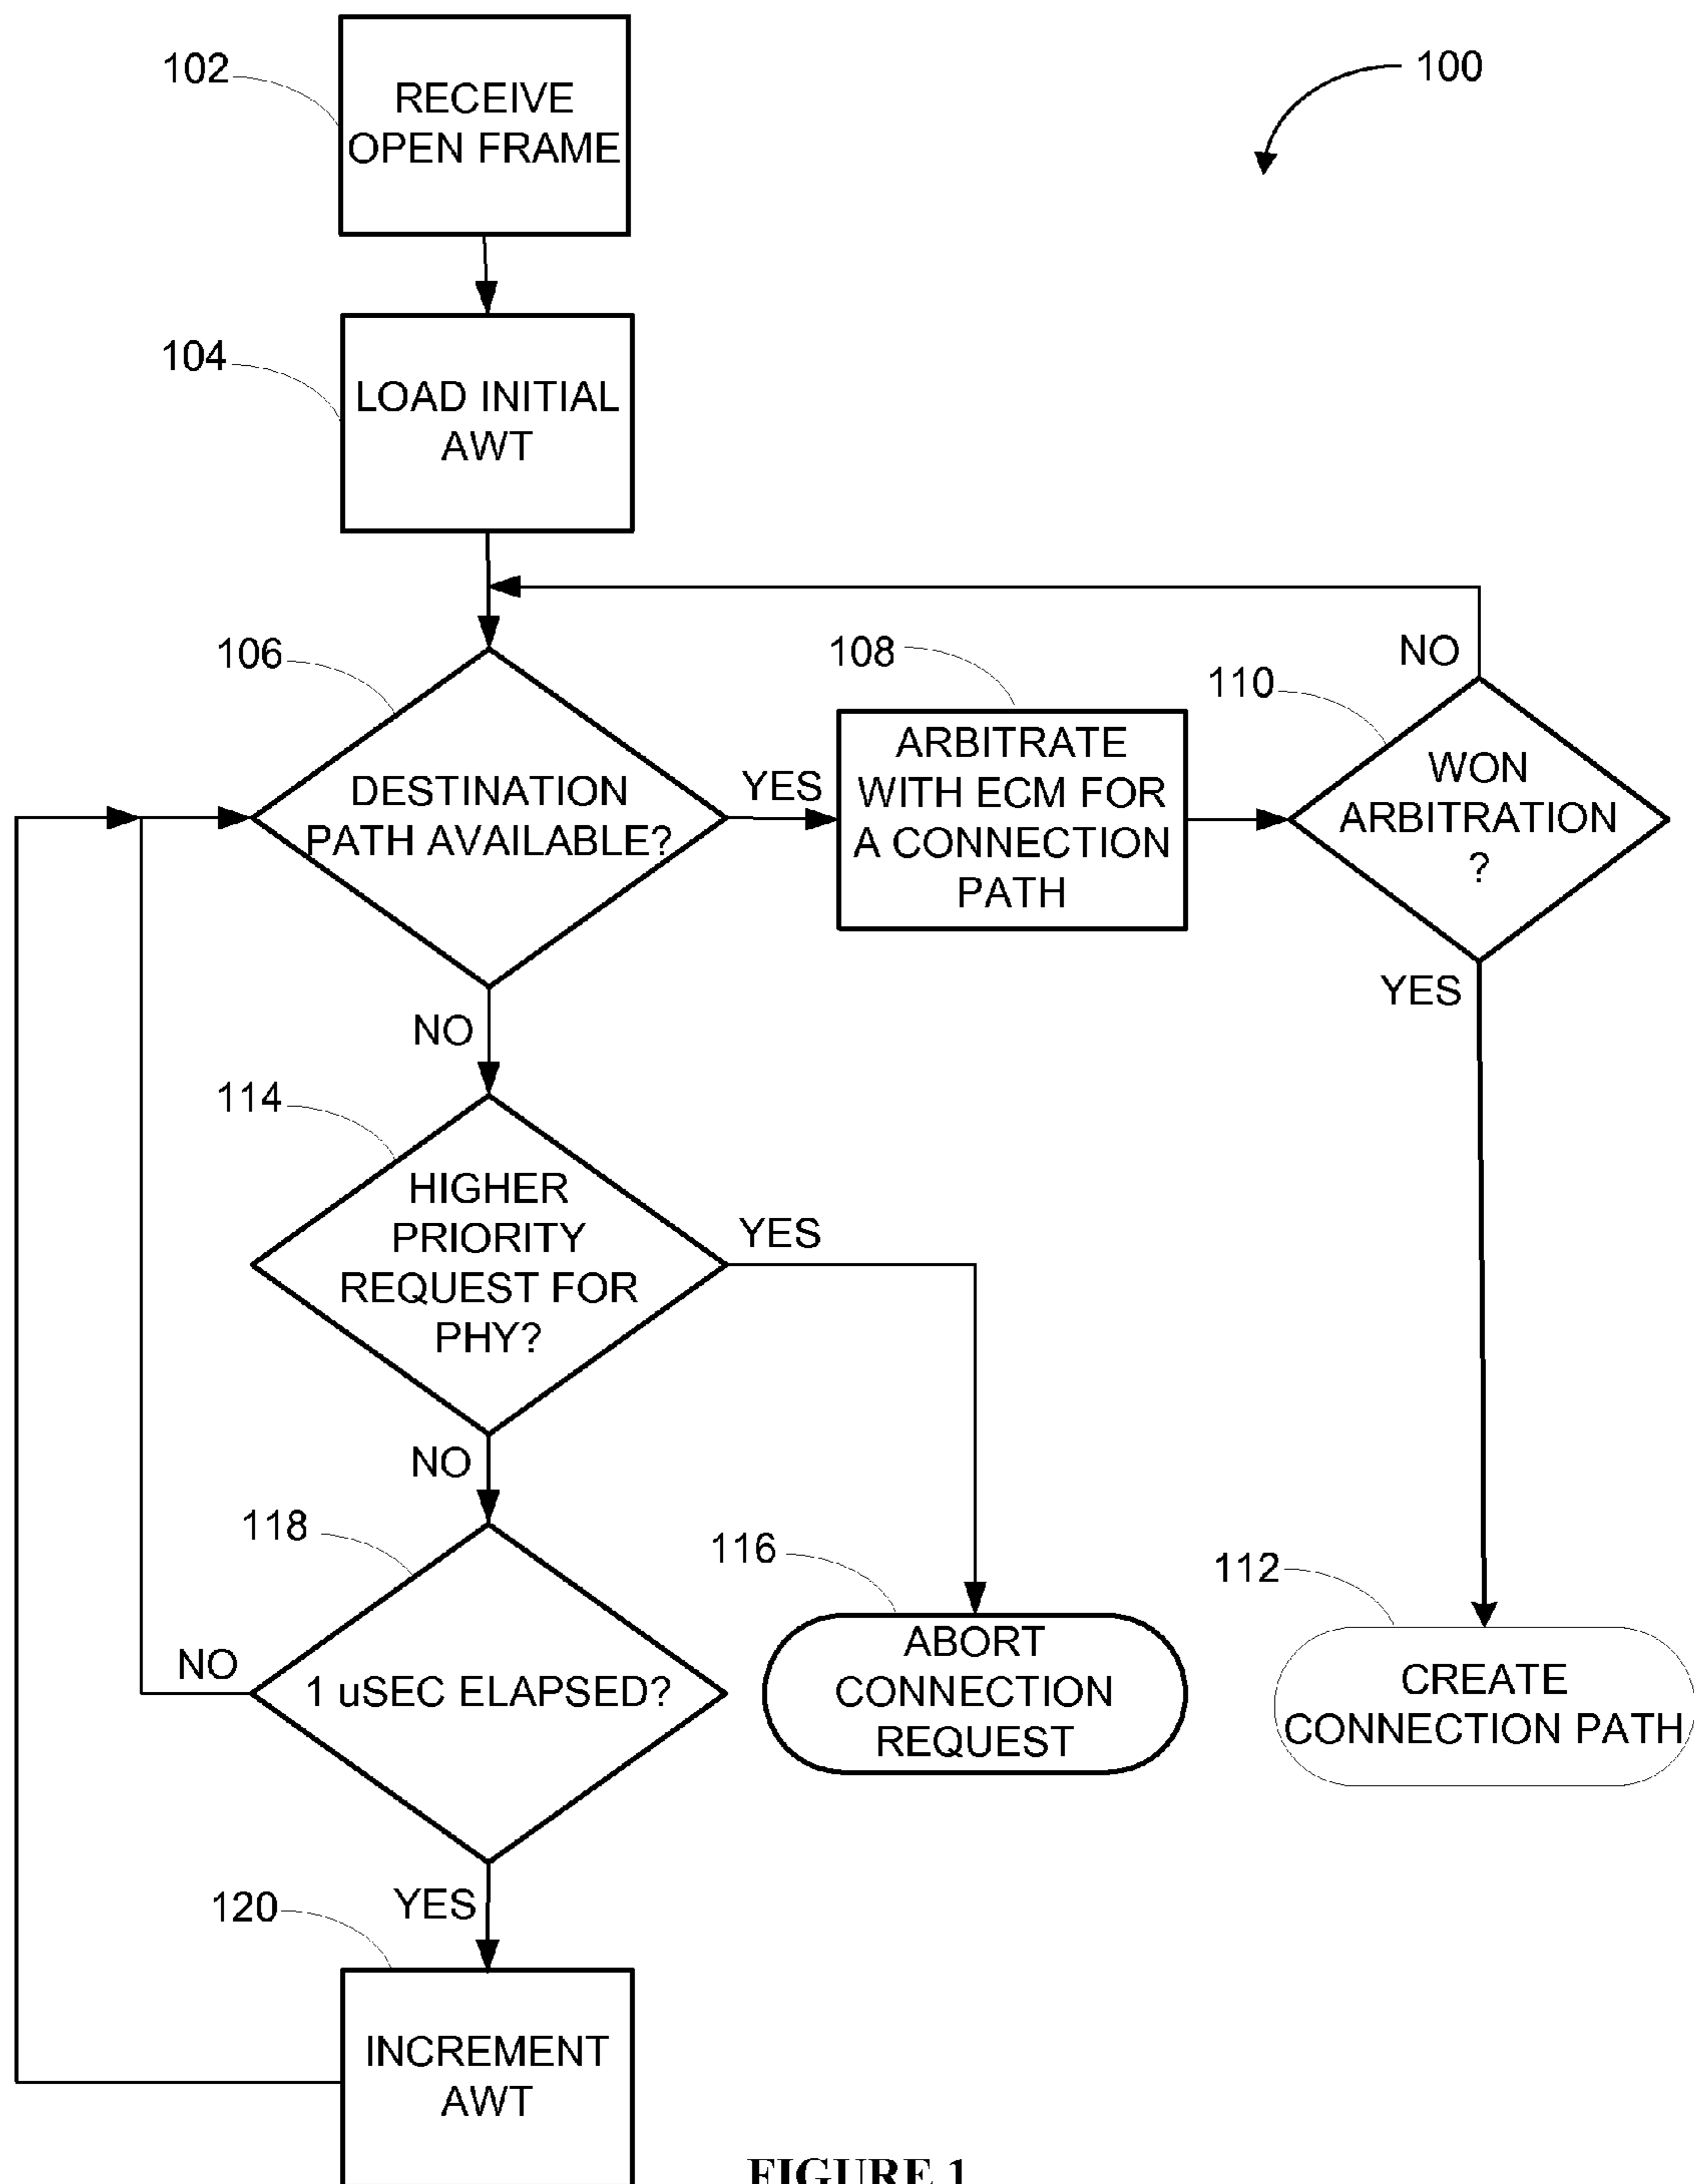 102
RECEIVE
OPEN FRAME
100
104
LOAD INITIAL
AWT
106
DESTINATION
PATH AVAILABLE?
YES
108
ARBITRATE
WITH ECM FOR
A CONNECTION
PATH
110
WON
ARBITRATION
?
NO
YES
NO
114
HIGHER
PRIORITY
REQUEST FOR
PHY?
YES
NO
118
1 uSEC ELAPSED?
NO
116
ABORT
CONNECTION
REQUEST
112
CREATE
CONNECTION PATH
YES
120
INCREMENT
AWT
FIGURE 1